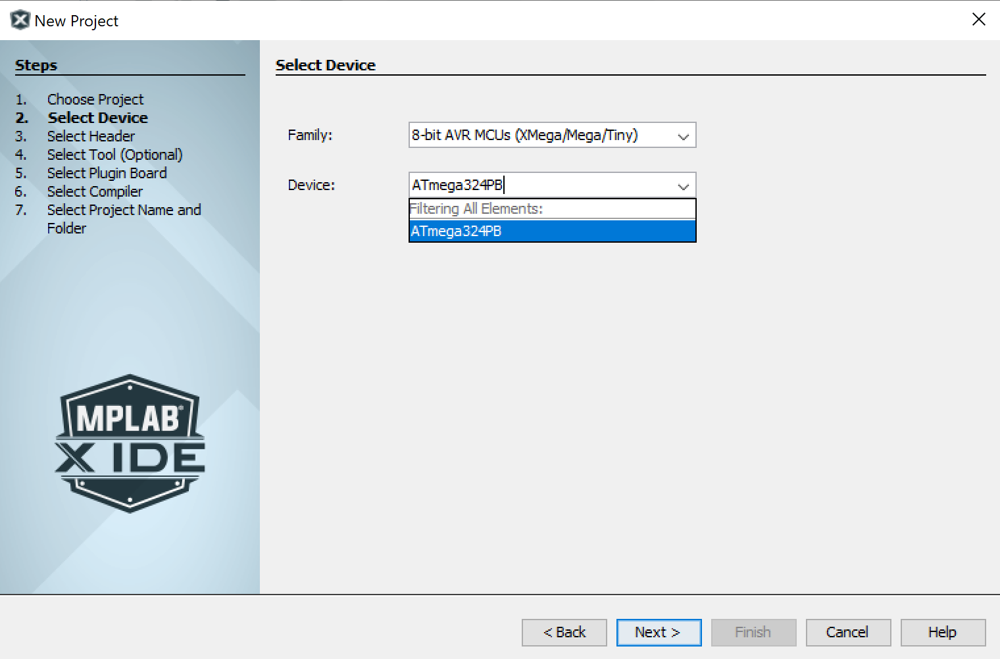 New Project
Steps
1. Choose Project
2. Select Device
3. Select Header
4. Select Tool (Optional)
5. Select Plugin Board
6. Select Compiler
7. Select Project Name and
Folder
MPLAB®
X IDE
Select Device
Family: 8-bit AVR MCUs (XMega/Mega/Tiny)
Device: ATmega324PB
Filtering All Elements:
ATmega324PB
< Back Next > Finish Cancel Help